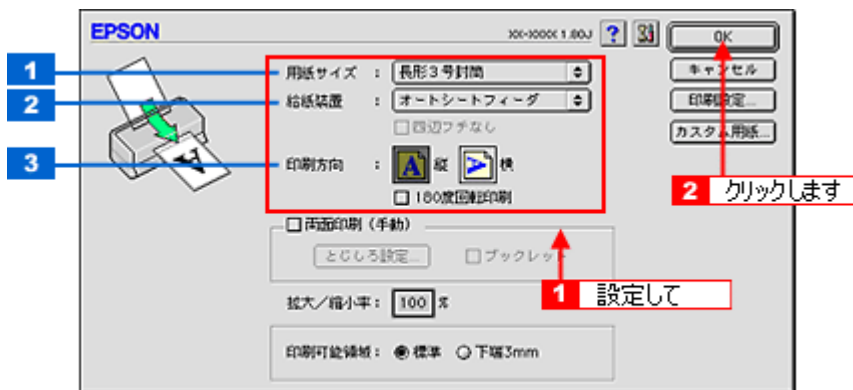 EPSON
XX-XXXX 1.80J ? OK
1 用紙サイズ : 長形3号封筒 キャンセル
2 給紙装置 : オートシートフィーダ 印刷設定...
四辺フチなし カスタム用紙...
3 印刷方向 : A 縦 A 横
180度回転印刷
2 クリックします
両面印刷(手動)
とじしろ設定... ブックレット
1 設定して
拡大/縮小率: 100 %
印刷可能領域: 標準 下端3mm
A